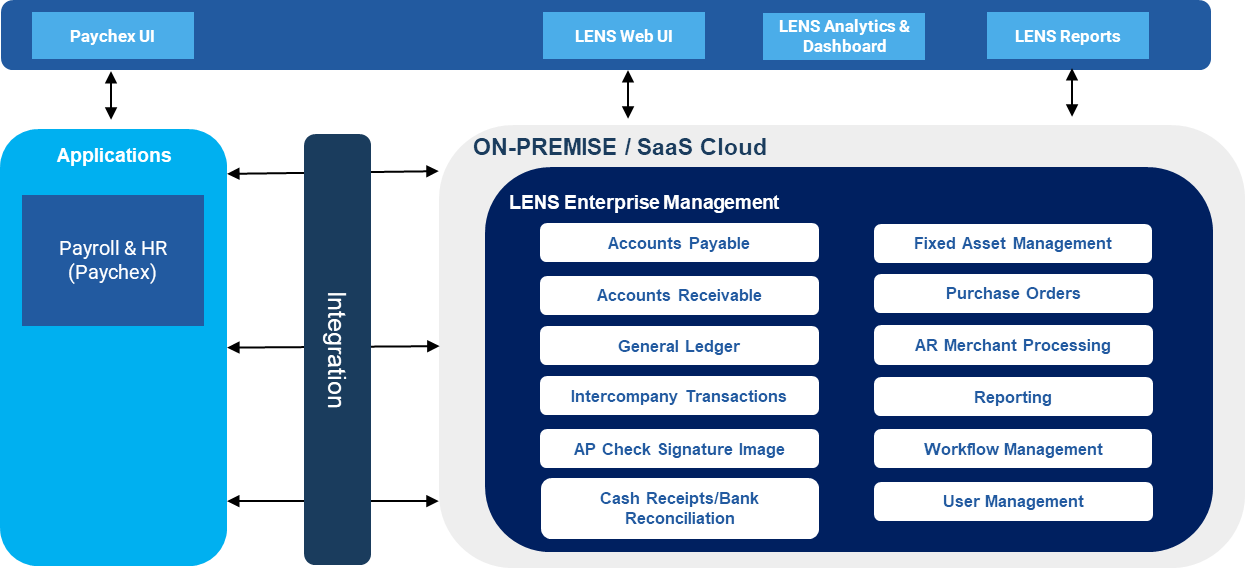 Paychex UI
LENS Web UI
LENS Analytics &
Dashboard
LENS Reports
Applications
Payroll & HR
(Paychex)
Integration
ON-PREMISE / SaaS Cloud
LENS Enterprise Management
Accounts Payable
Accounts Receivable
General Ledger
Intercompany Transactions
AP Check Signature Image
Cash Receipts/Bank
Reconciliation
Fixed Asset Management
Purchase Orders
AR Merchant Processing
Reporting
Workflow Management
User Management